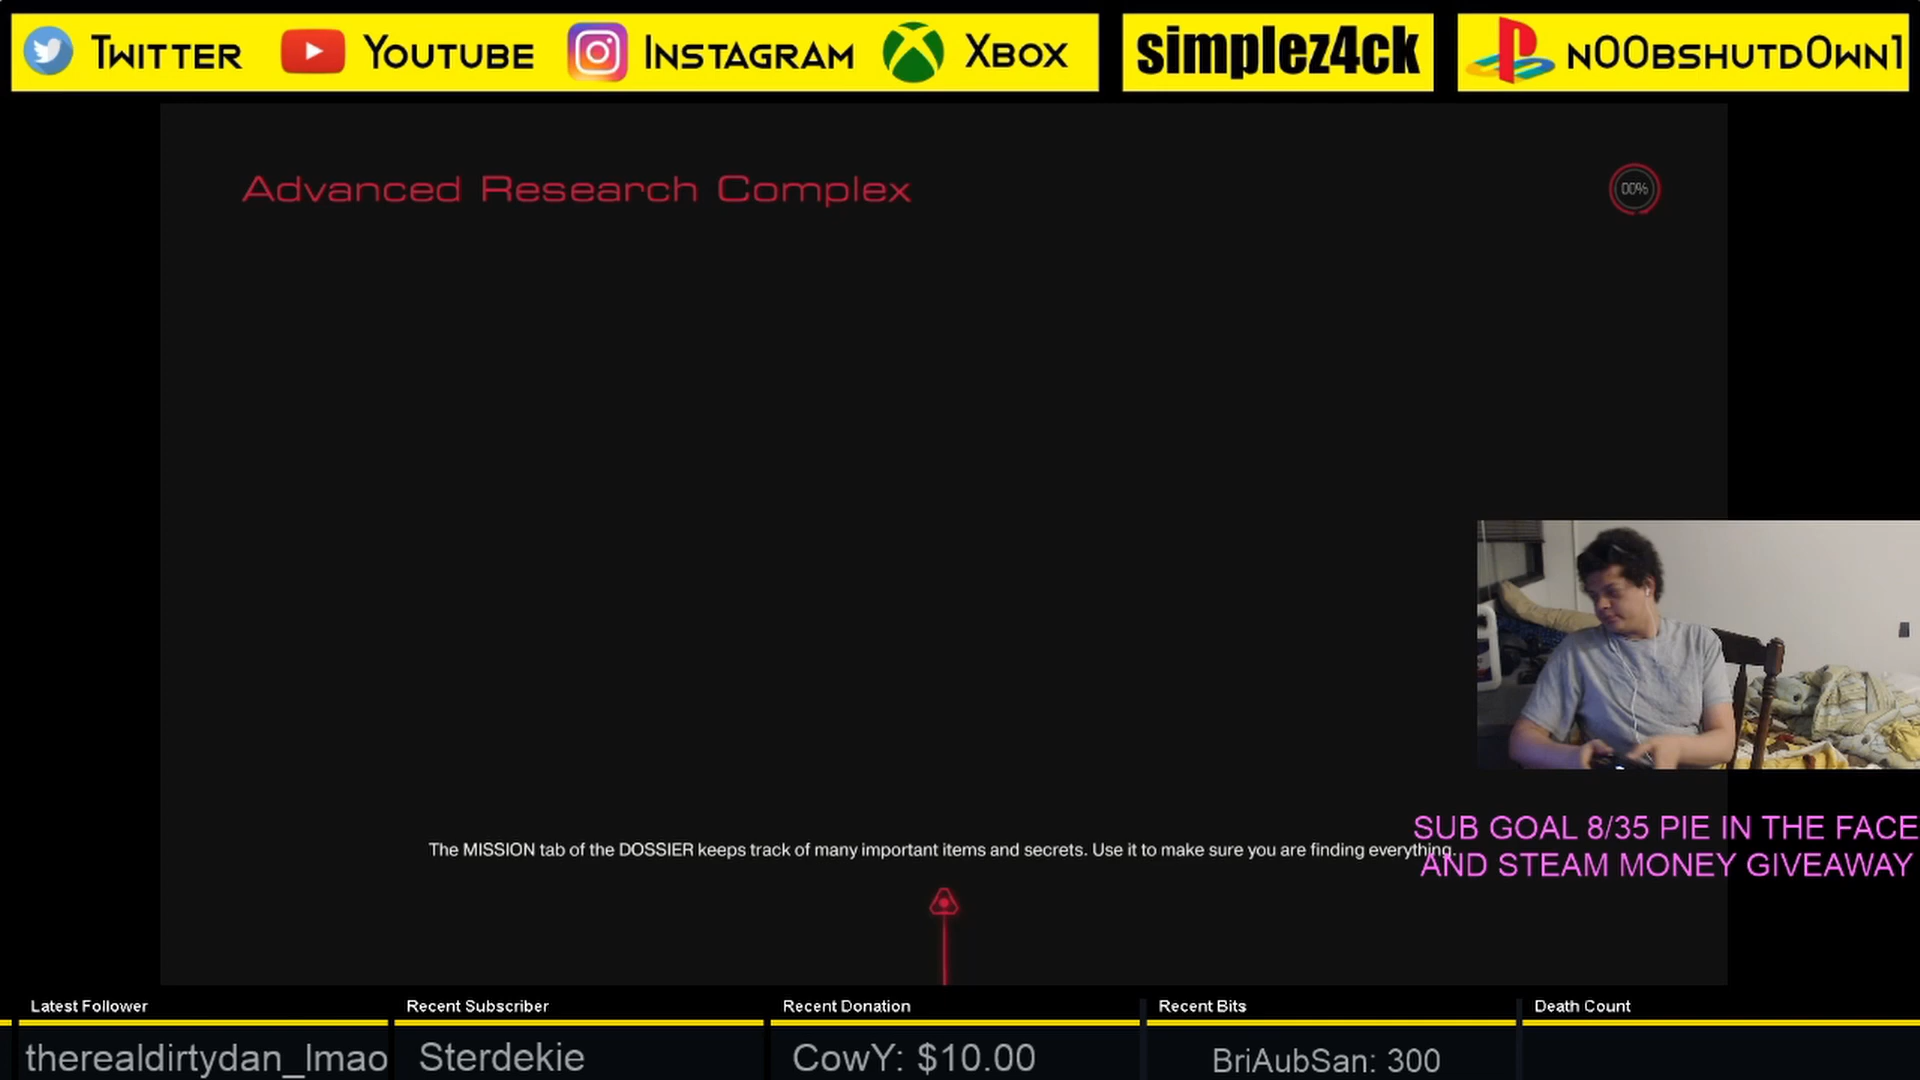 Twitter Youtube Instagram Xbox simplez4ck n00bshutd0wn1
Advanced Research Complex
00%
The MISSION tab of the DOSSIER keeps track of many important items and secrets. Use it to make sure you are finding everything.
SUB GOAL 8/35 PIE IN THE FACE
AND STEAM MONEY GIVEAWAY
Latest Follower Recent Subscriber Recent Donation Recent Bits Death Count
therealdirtydan_lmao Sterdekie CowY: $10.00 BriAubSan: 300